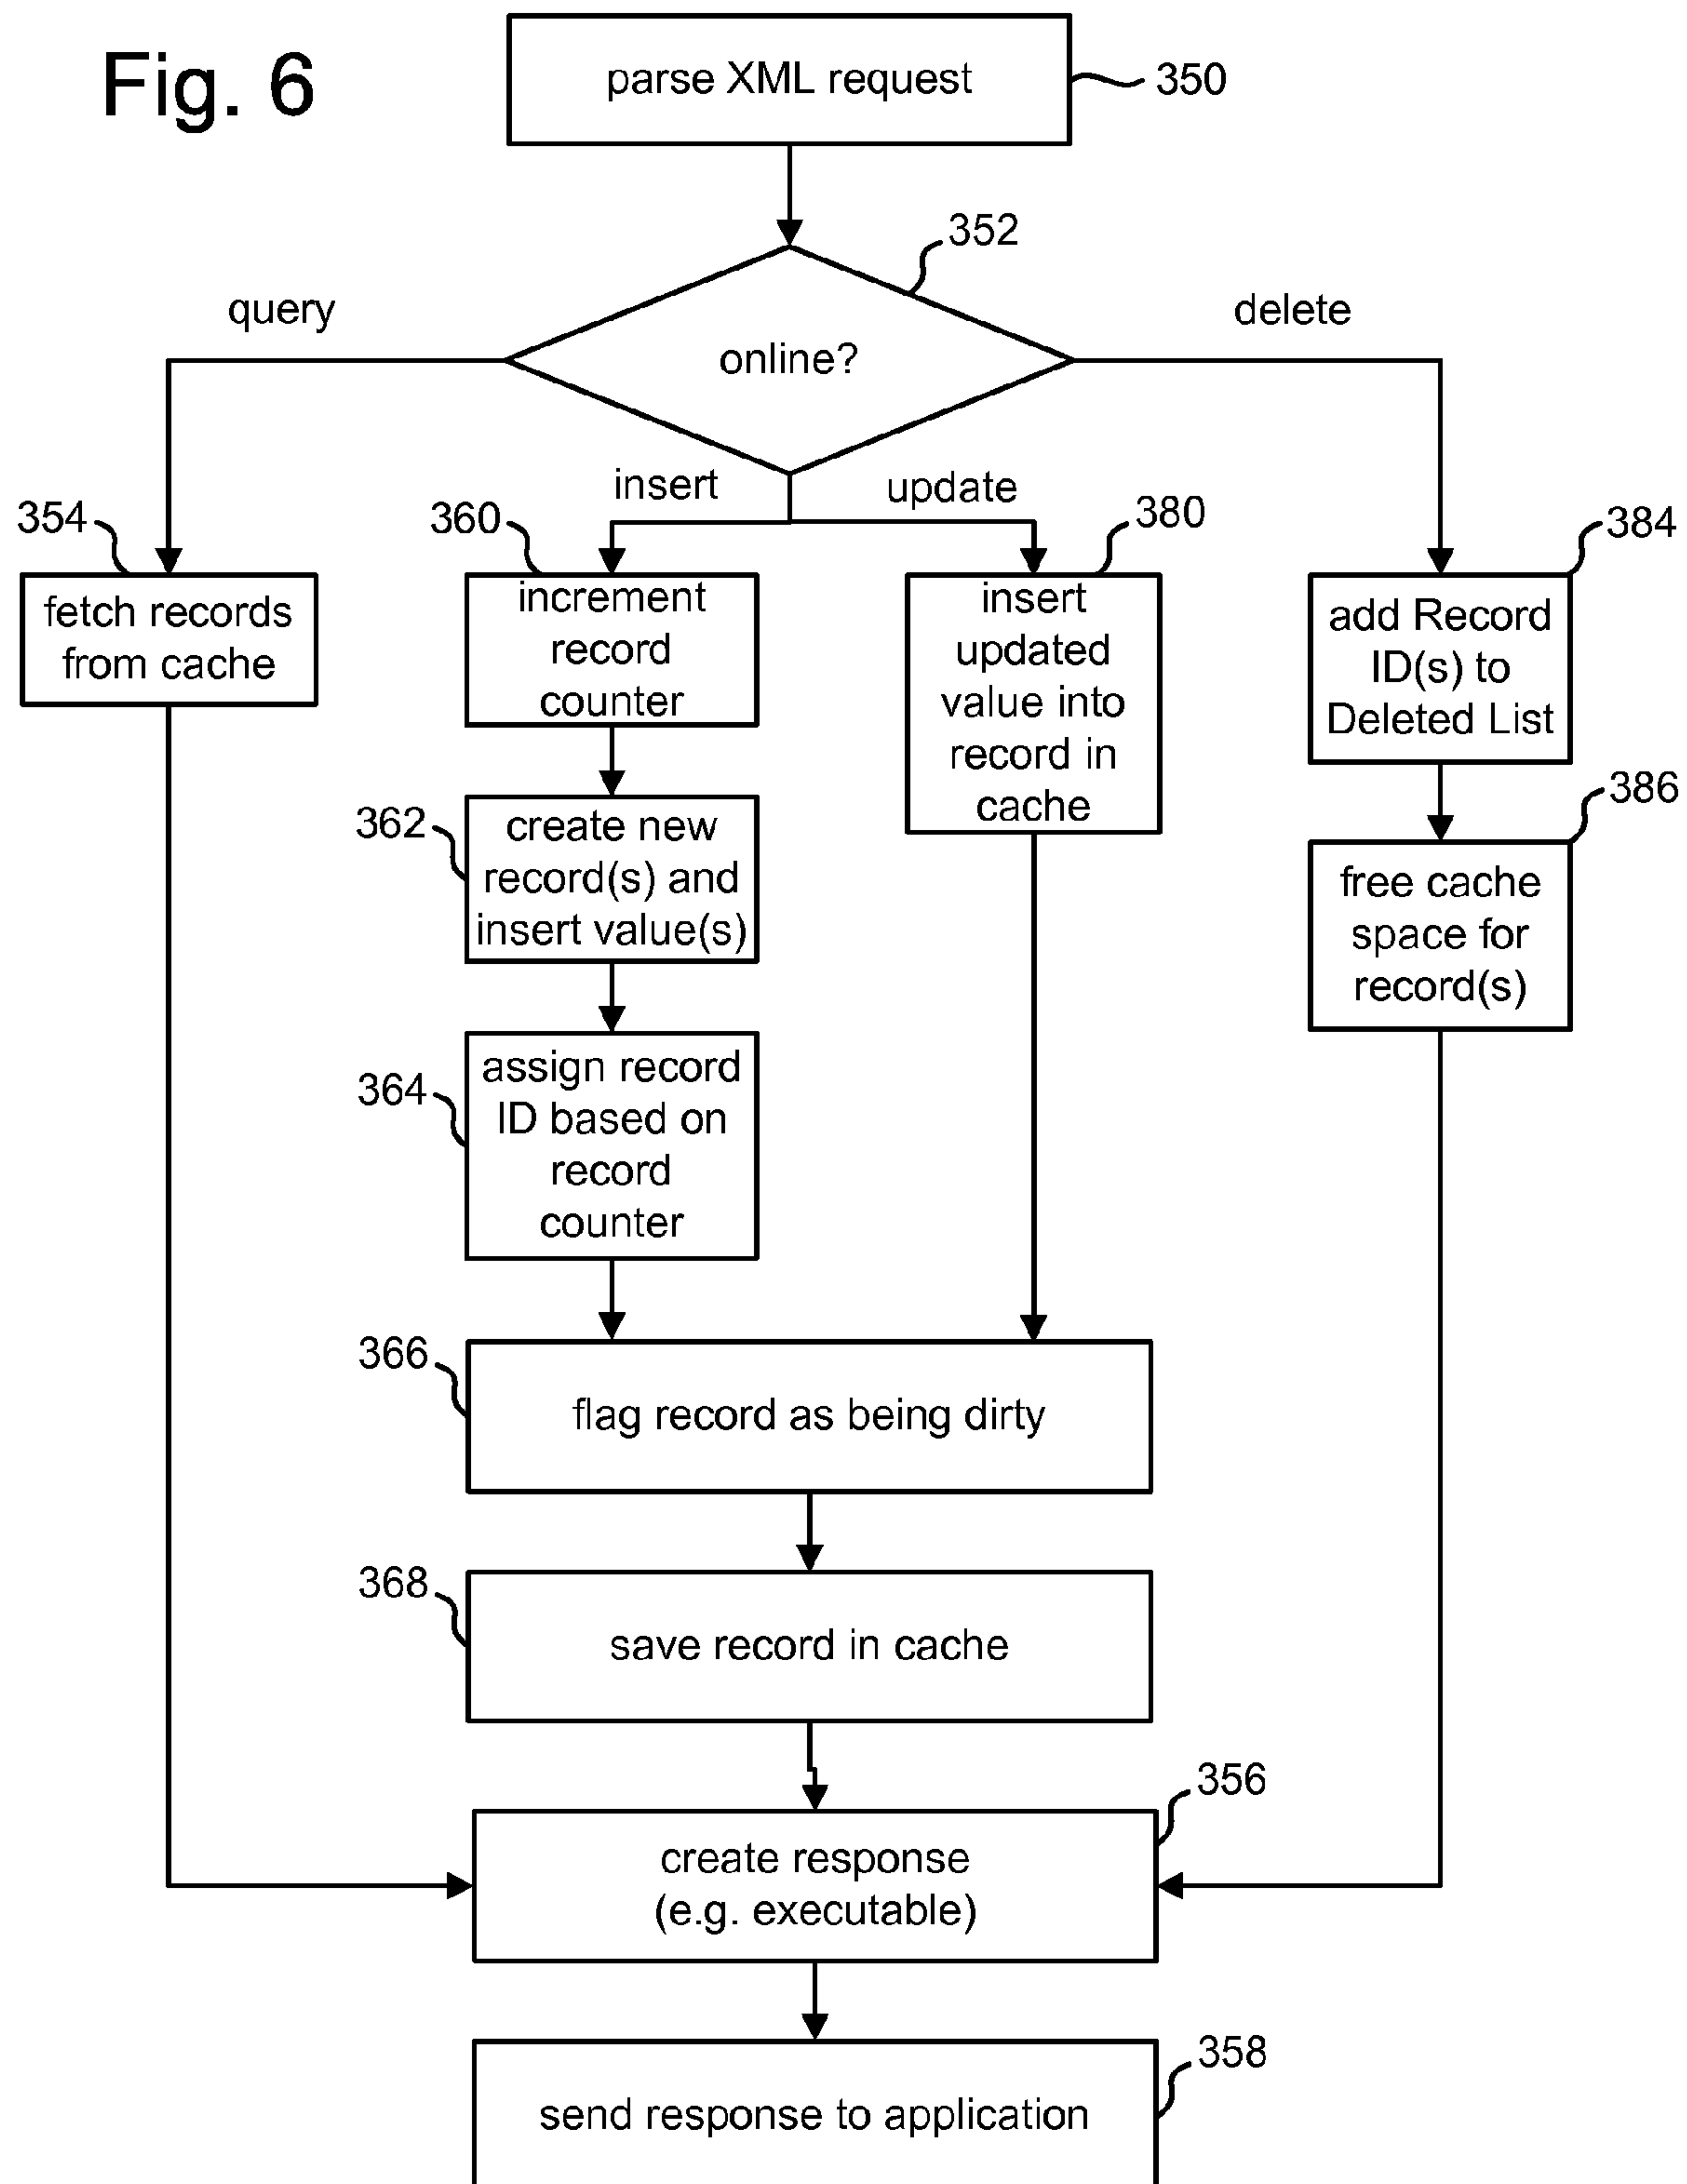 Fig. 6
parse XML request
350
352
query
delete
online?
insert
update
354
360
380
384
fetch records
from cache
increment
record
counter
insert
updated
value into
record in
cache
add Record
ID(s) to
Deleted List
386
362
create new
record(s) and
insert value(s)
free cache
space for
record(s)
364
assign record
ID based on
record
counter
366
flag record as being dirty
368
save record in cache
356
create response
(e.g. executable)
358
send response to application